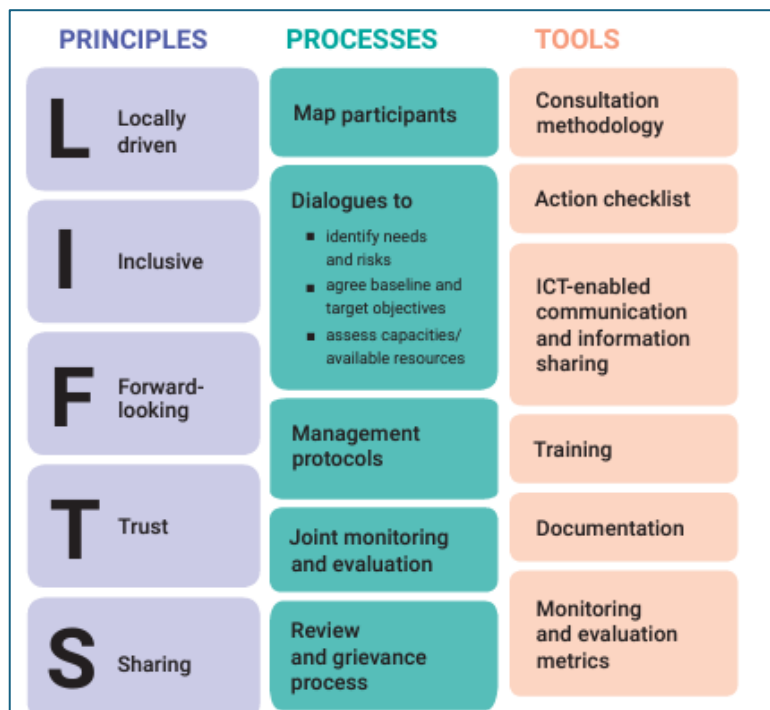 PRINCIPLES
L
Locally
driven
I
Inclusive
F
Forward-
looking
T
Trust
S
Sharing
PROCESSES
Map participants
Dialogues to
▪ identify needs
and risks
▪ agree baseline and
target objectives
▪ assess capacities/
available resources
Management
protocols
Joint monitoring
and evaluation
Review
and grievance
process
TOOLS
Consultation
methodology
Action checklist
ICT-enabled
communication
and information
sharing
Training
Documentation
Monitoring
and evaluation
metrics